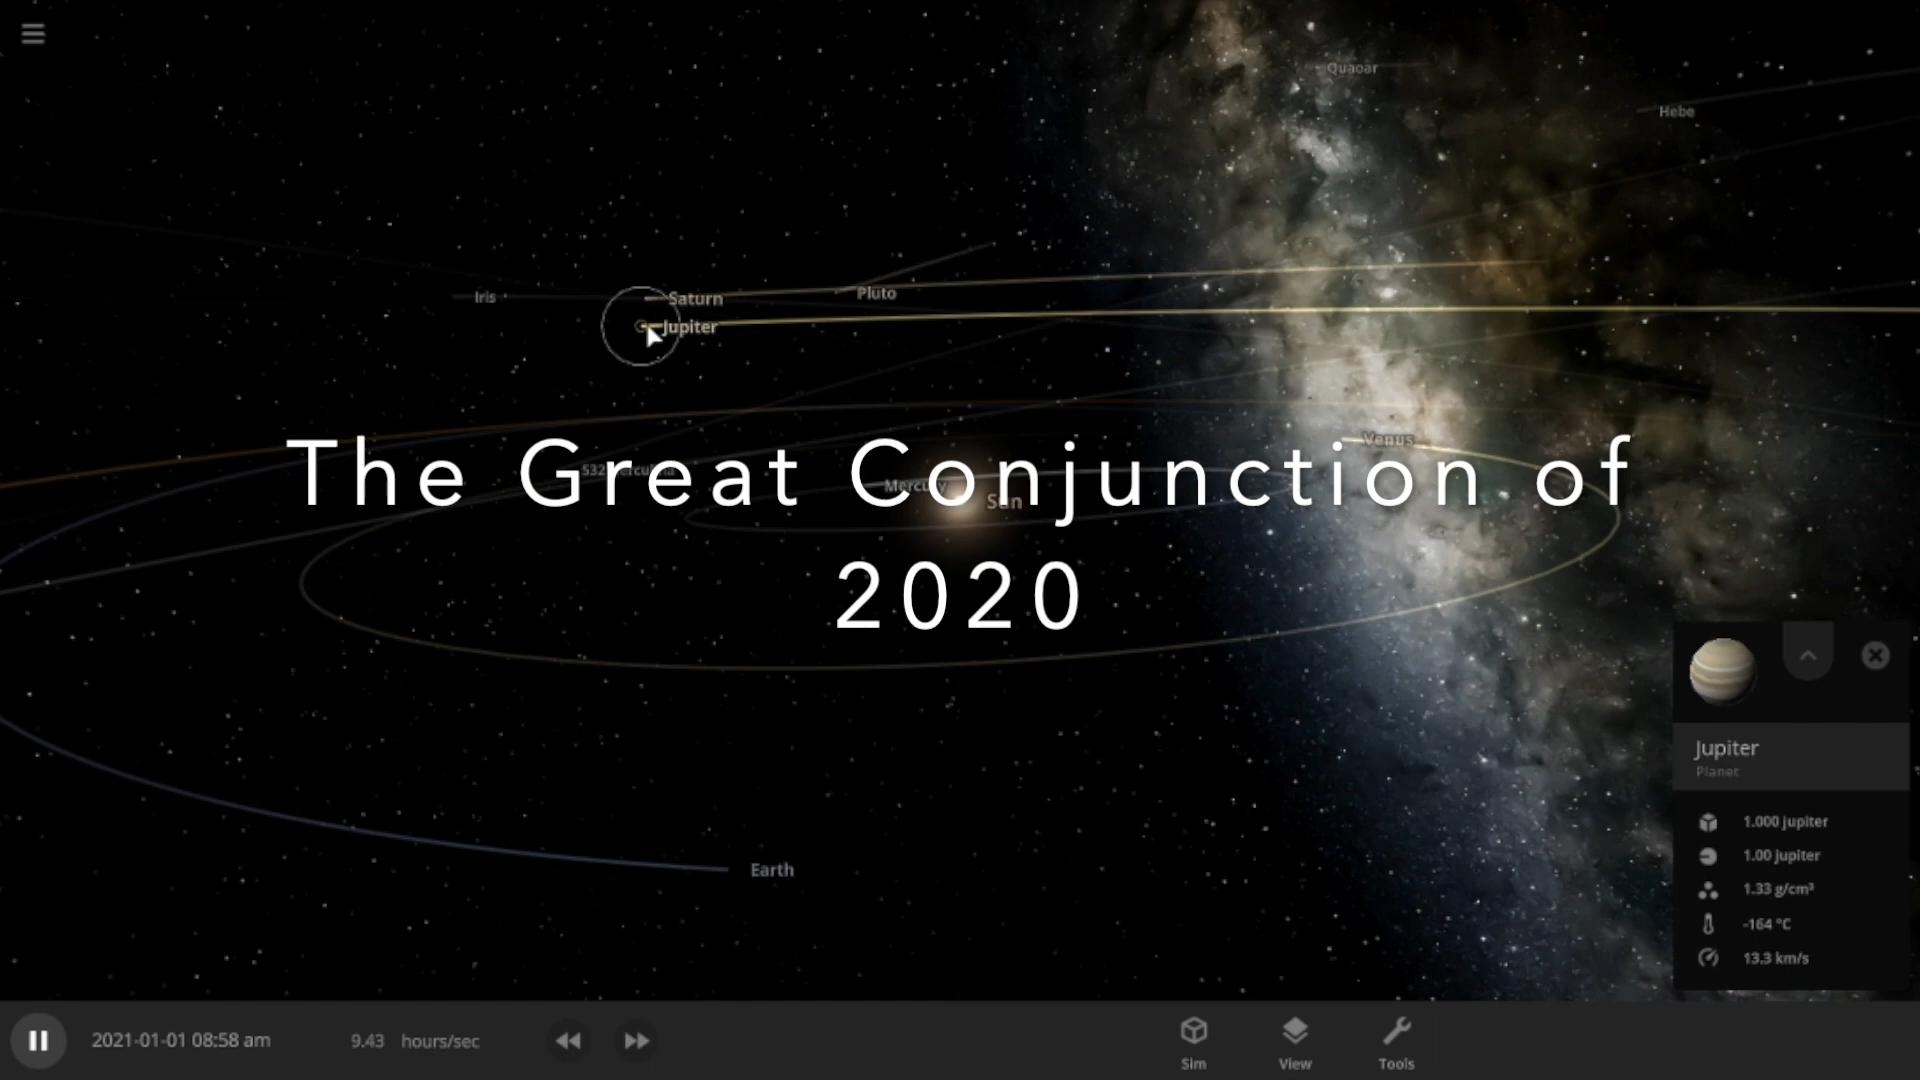 Quaoar
Hebe
Iris
Saturn
Pluto
Jupiter
Venus
The Great Conjunction of
Mercury
Sun
2020
Jupiter
Planet
1.000 jupiter
1.00 jupiter
1.33 g/cm³
-164 °C
13.3 km/s
Earth
2021-01-01 08:58 am
9.43 hours/sec
Sim
View
Tools